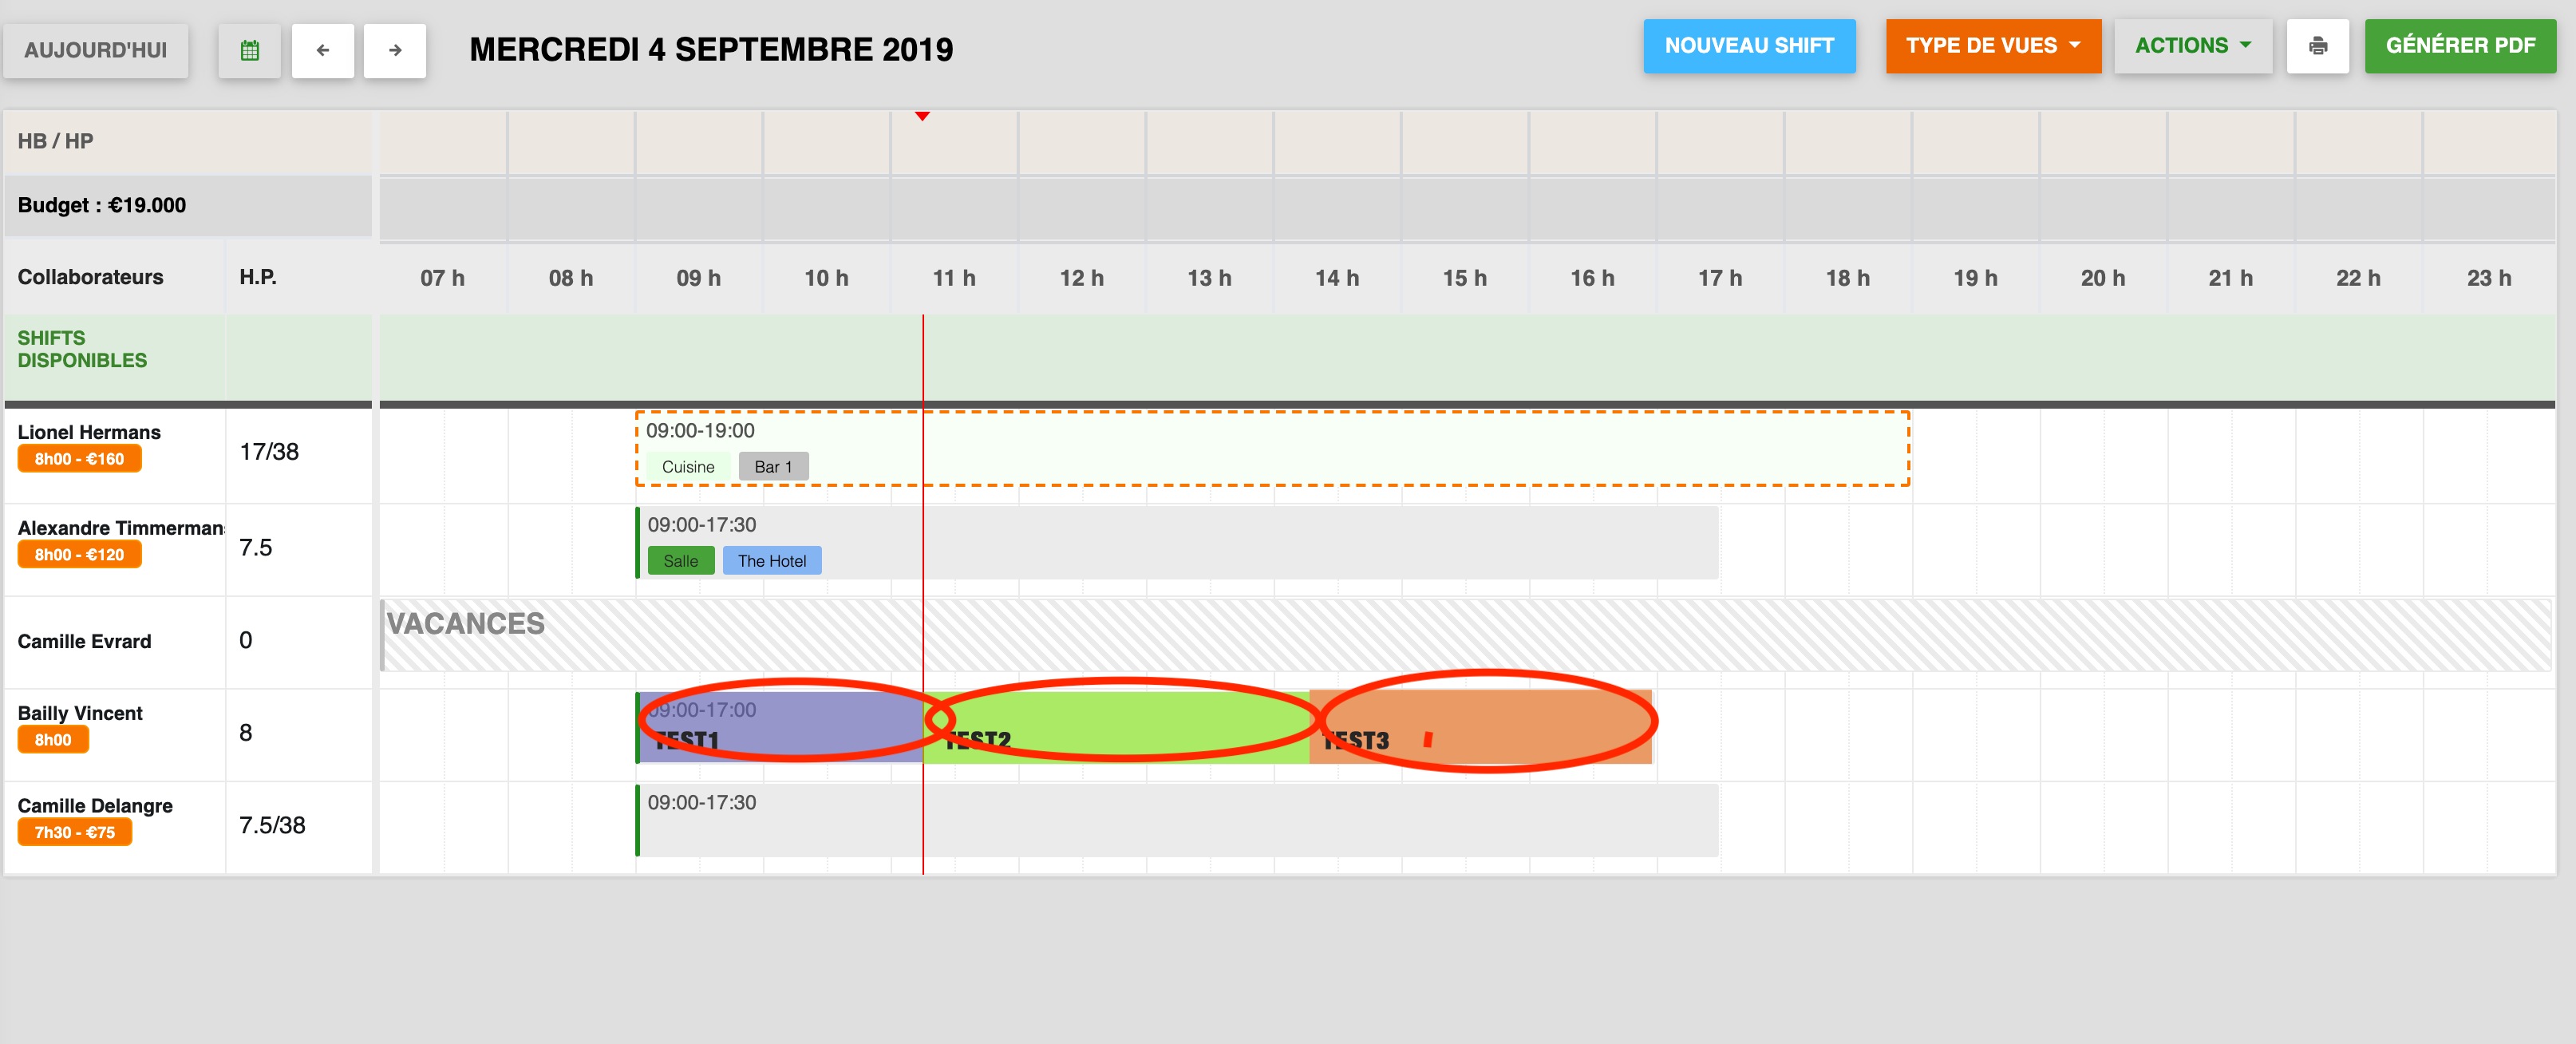 AUJOURD'HUI
MERCREDI 4 SEPTEMBRE 2019
NOUVEAU SHIFT
TYPE DE VUES
ACTIONS
GÉNÉRER PDF
HB / HP
Budget : €19.000
Collaborateurs H.P. 07 h 08 h 09 h 10 h 11 h 12 h 13 h 14 h 15 h 16 h 17 h 18 h 19 h 20 h 21 h 22 h 23 h
SHIFTS
DISPONIBLES
Lionel Hermans
8h00 - €160
17/38
09:00-19:00
Cuisine Bar 1
Alexandre Timmerman
8h00 - €120
7.5
09:00-17:30
Salle The Hotel
Camille Evrard
0
VACANCES
Bailly Vincent
8h00
8
09:00-17:00
TEST1 TEST2 TEST3
Camille Delangre
7h30 - €75
7.5/38
09:00-17:30